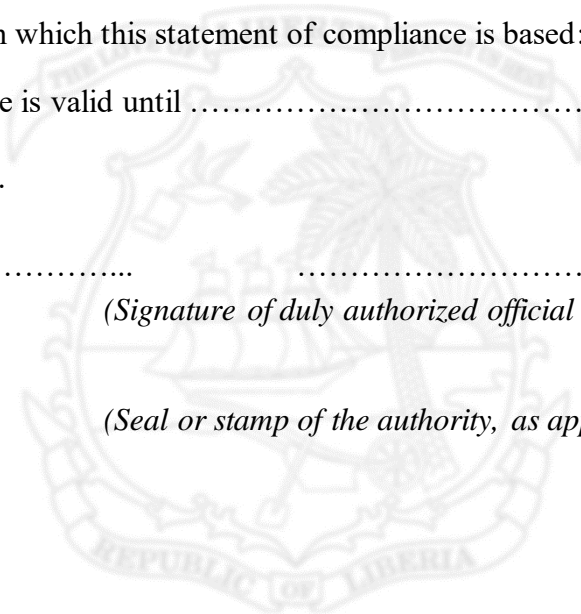 n which this statement of compliance is based:
e is valid until ……………………………………
.
…………... ………………………
(Signature of duly authorized official
(Seal or stamp of the authority, as app
REPUBLIC OF LIBERIA